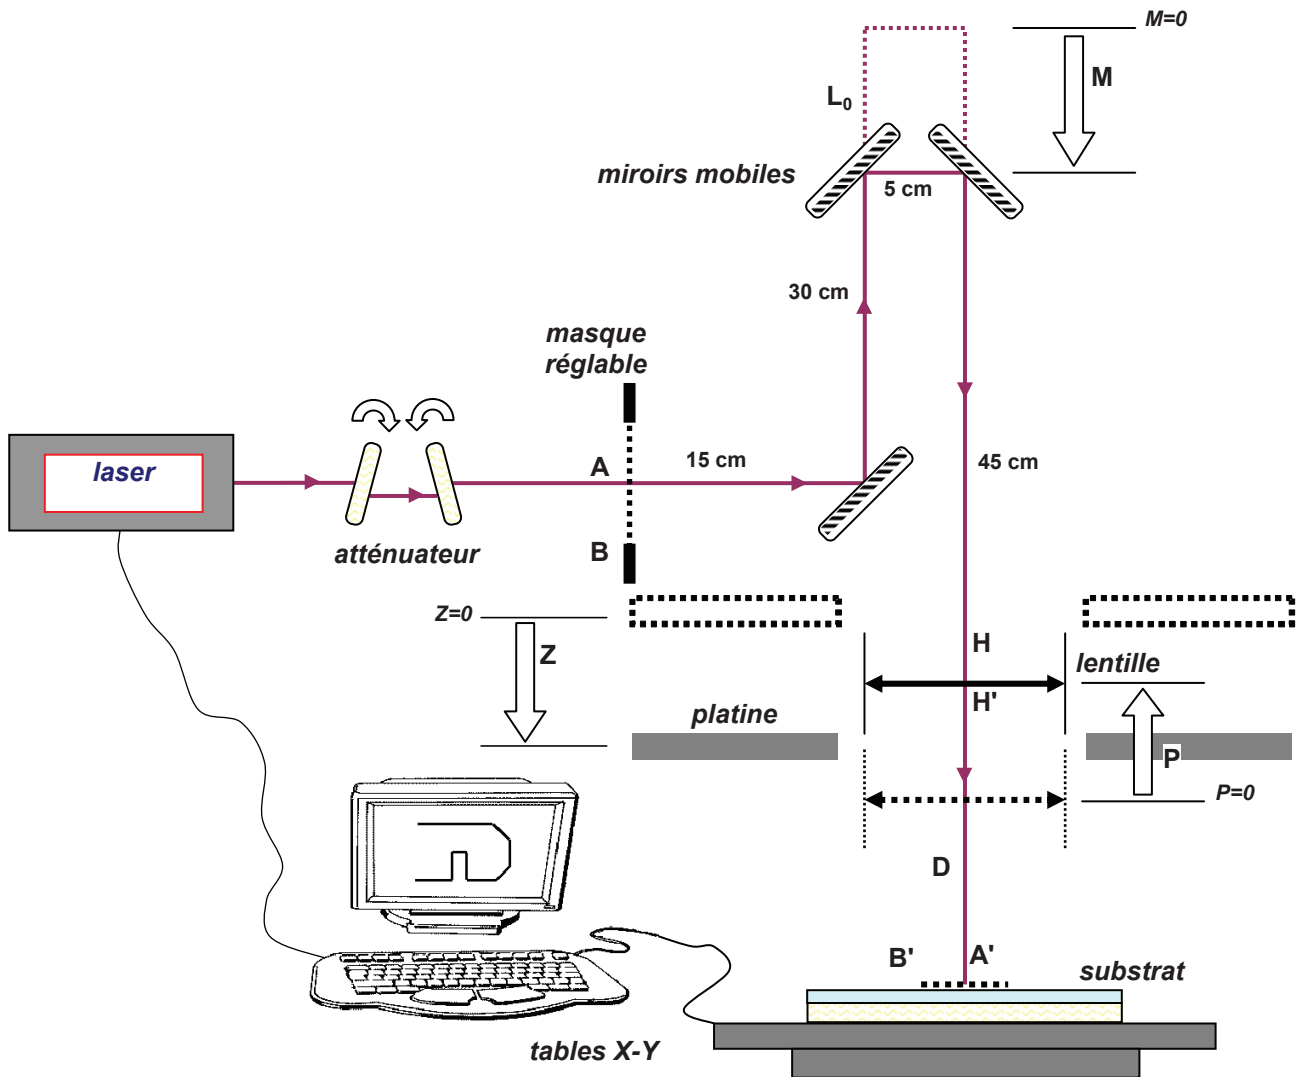 M=0
M
L₀
miroirs mobiles
5 cm
30 cm
masque
réglable
laser
A
15 cm
45 cm
atténuateur
B
Z=0
Z
H
lentille
H'
platine
P
P=0
D
B'
A'
substrat
tables X-Y